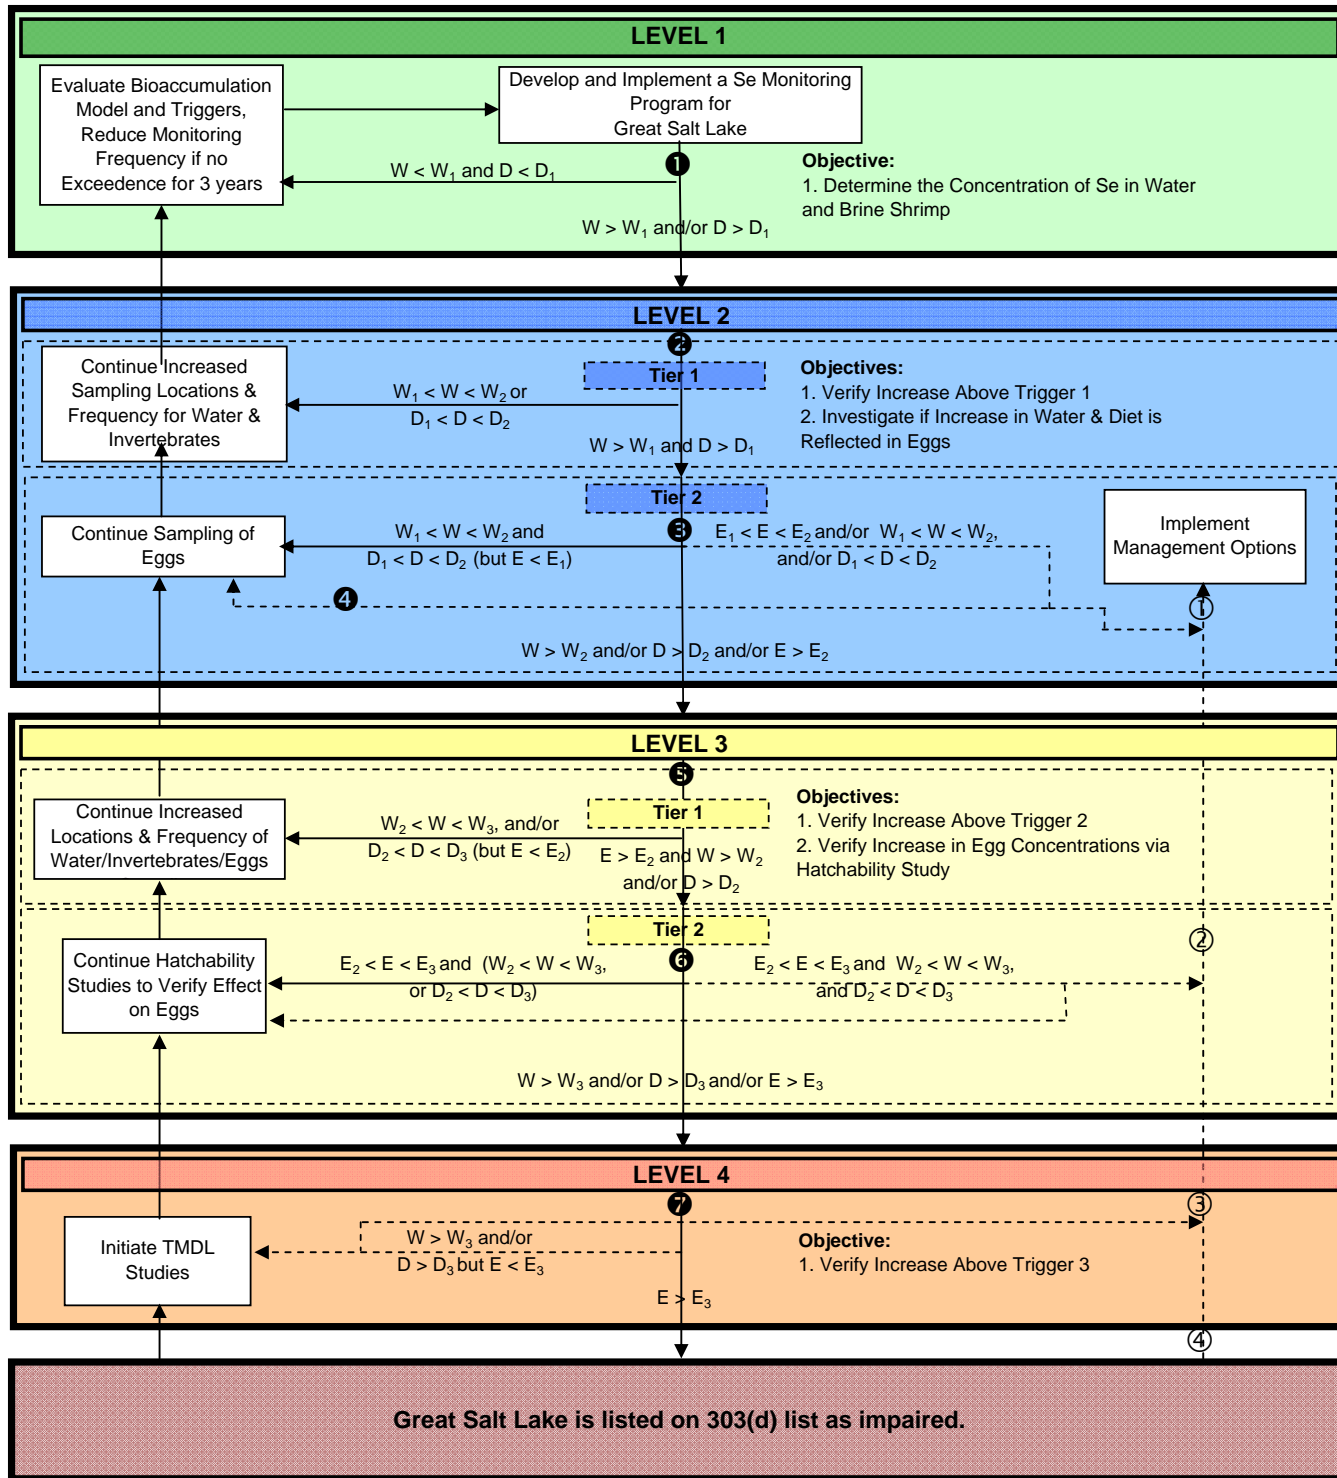 LEVEL 1
Evaluate Bioaccumulation
Model and Triggers,
Reduce Monitoring
Frequency if no
Exceedence for 3 years
Develop and Implement a Se Monitoring
Program for
Great Salt Lake
❶
W < W₁ and D < D₁
Objective:
1. Determine the Concentration of Se in Water
and Brine Shrimp
W > W₁ and/or D > D₁
LEVEL 2
❷
Continue Increased
Sampling Locations &
Frequency for Water &
Invertebrates
Tier 1
W₁ < W < W₂ or
D₁ < D < D₂
Objectives:
1. Verify Increase Above Trigger 1
2. Investigate if Increase in Water & Diet is
Reflected in Eggs
W > W₁ and D > D₁
Tier 2
❸
Continue Sampling of
Eggs
W₁ < W < W₂ and
D₁ < D < D₂ (but E < E₁)
E₁ < E < E₂ and/or W₁ < W < W₂,
and/or D₁ < D < D₂
Implement
Management Options
❹
①
W > W₂ and/or D > D₂ and/or E > E₂
LEVEL 3
❺
Continue Increased
Locations & Frequency of
Water/Invertebrates/Eggs
Tier 1
W₂ < W < W₃, and/or
D₂ < D < D₃ (but E < E₂)
E > E₂ and W > W₂
and/or D > D₂
Objectives:
1. Verify Increase Above Trigger 2
2. Verify Increase in Egg Concentrations via
Hatchability Study
Tier 2
❻
②
Continue Hatchability
Studies to Verify Effect
on Eggs
E₂ < E < E₃ and (W₂ < W < W₃,
or D₂ < D < D₃)
E₂ < E < E₃ and W₂ < W < W₃,
and D₂ < D < D₃
W > W₃ and/or D > D₃ and/or E > E₃
LEVEL 4
❼
③
Initiate TMDL
Studies
W > W₃ and/or
D > D₃ but E < E₃
Objective:
1. Verify Increase Above Trigger 3
E > E₃
④
Great Salt Lake is listed on 303(d) list as impaired.